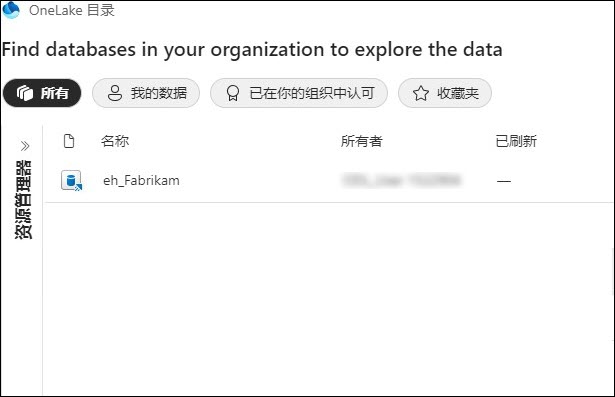 OneLake 目录
Find databases in your organization to explore the data
所有 我的数据 已在你的组织中认可 收藏夹
资源管理器
名称 所有者 已刷新
eh_Fabrikam —